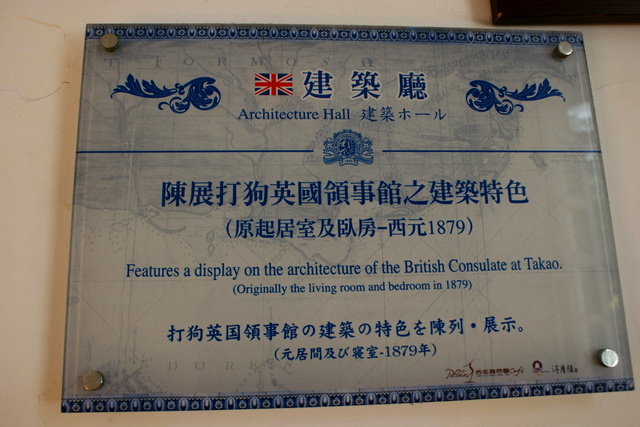 T FORMOSA
建築廳
Architecture Hall 建築ホール
陳展打狗英國領事館之建築特色
(原起居室及臥房-西元1879)
Features a display on the architecture of the British Consulate at Takao.
(Originally the living room and bedroom in 1879)
打狗英国領事館の建築の特色を陳列・展示。
(元居間及び寝室-1879年)
DORE